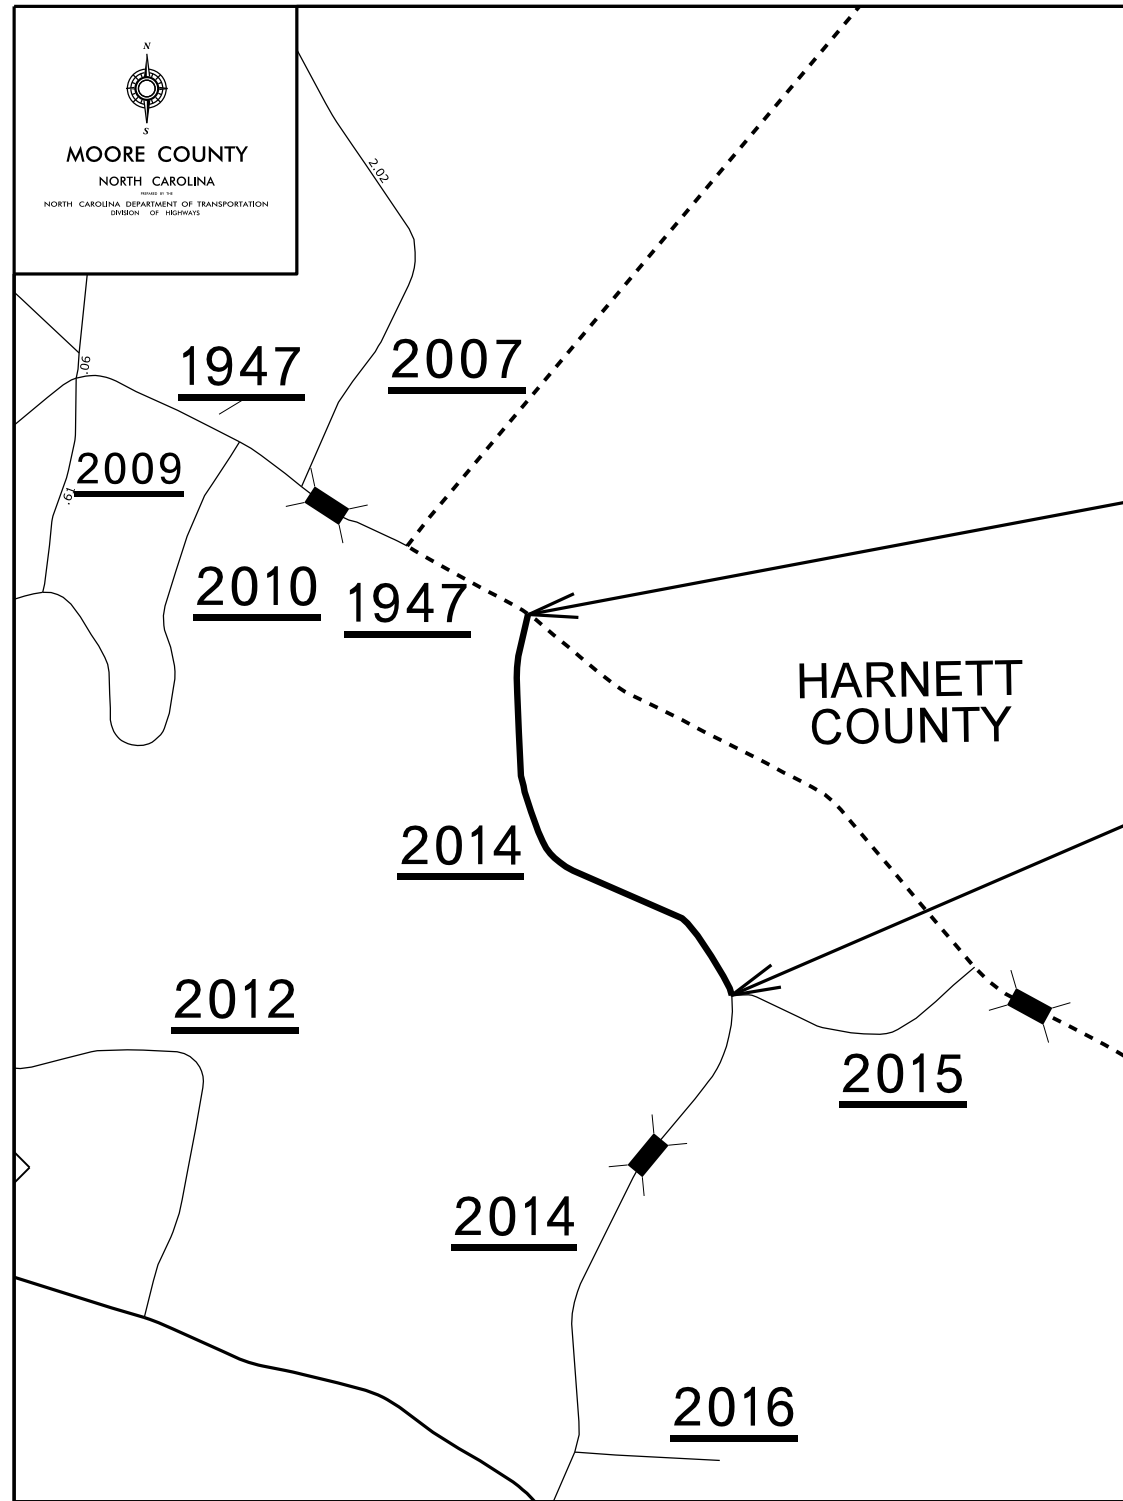 N
S
MOORE COUNTY
NORTH CAROLINA
PREPARED BY THE
NORTH CAROLINA DEPARTMENT OF TRANSPORTATION
DIVISION OF HIGHWAYS
2.02
.06
1947
2007
2009
.61
2010
1947
HARNETT
COUNTY
2014
2012
2015
2014
2016